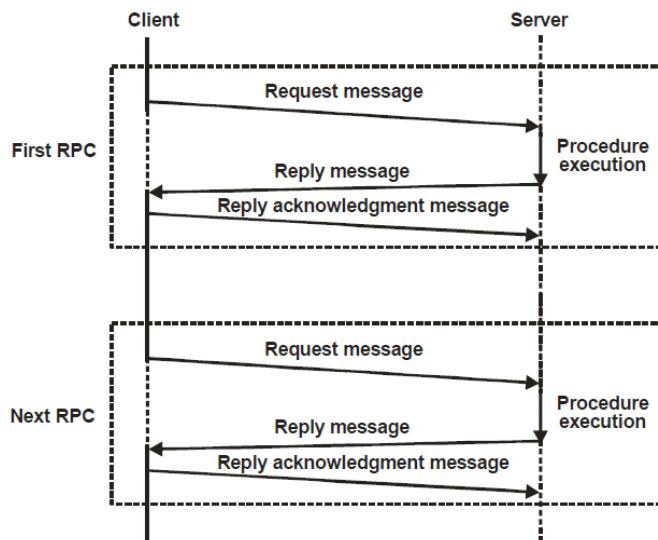 Client
Server
Request message
First RPC
Procedure
execution
Reply message
Reply acknowledgment message
Request message
Next RPC
Procedure
execution
Reply message
Reply acknowledgment message